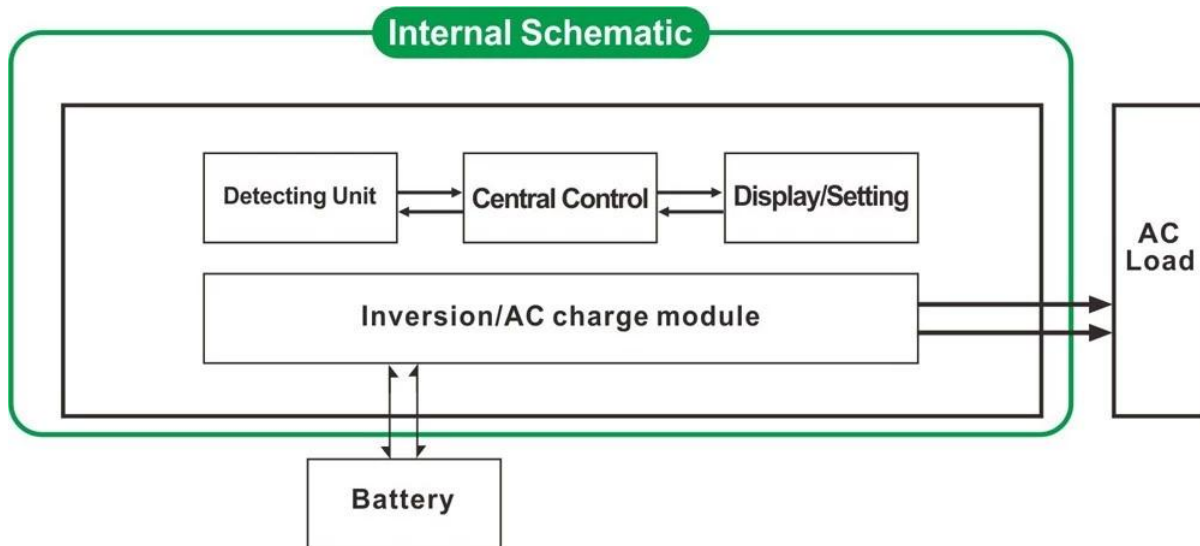 Internal Schematic
Detecting Unit
Central Control
Display/Setting
AC
Load
Inversion/AC charge module
Battery